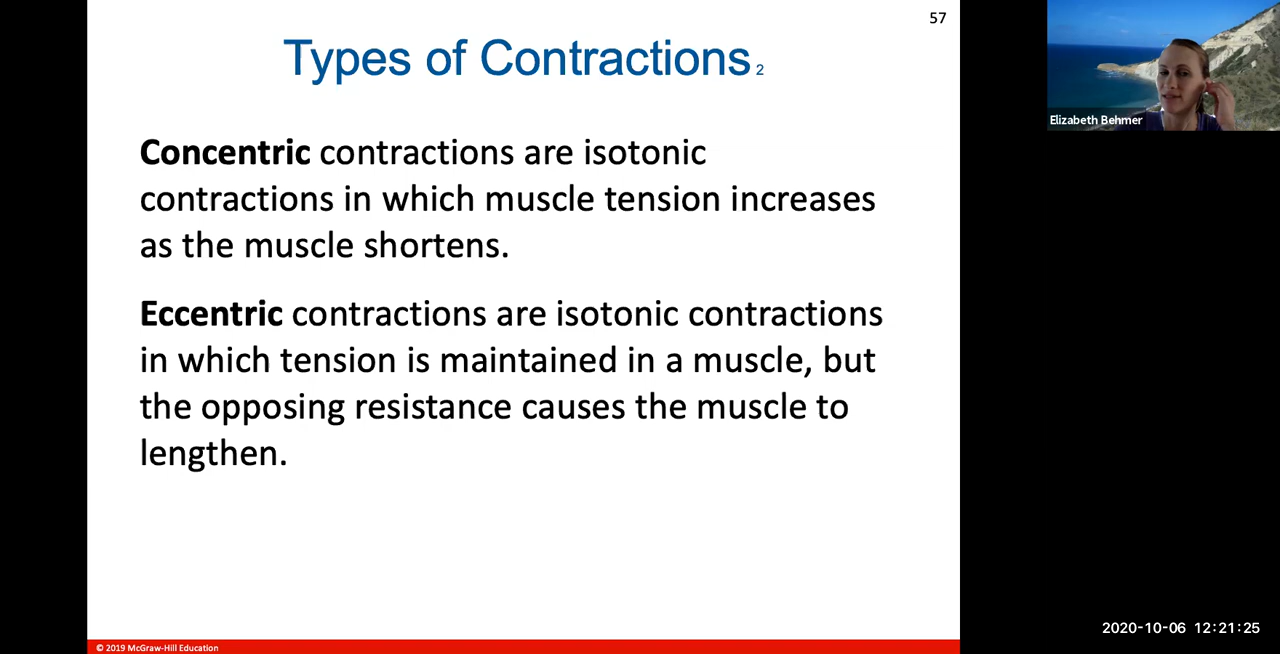 57
Types of Contractions 2
Concentric contractions are isotonic
contractions in which muscle tension increases
as the muscle shortens.
Eccentric contractions are isotonic contractions
in which tension is maintained in a muscle, but
the opposing resistance causes the muscle to
lengthen.
© 2019 McGraw-Hill Education
Elizabeth Behmer
2020-10-06 12:21:25